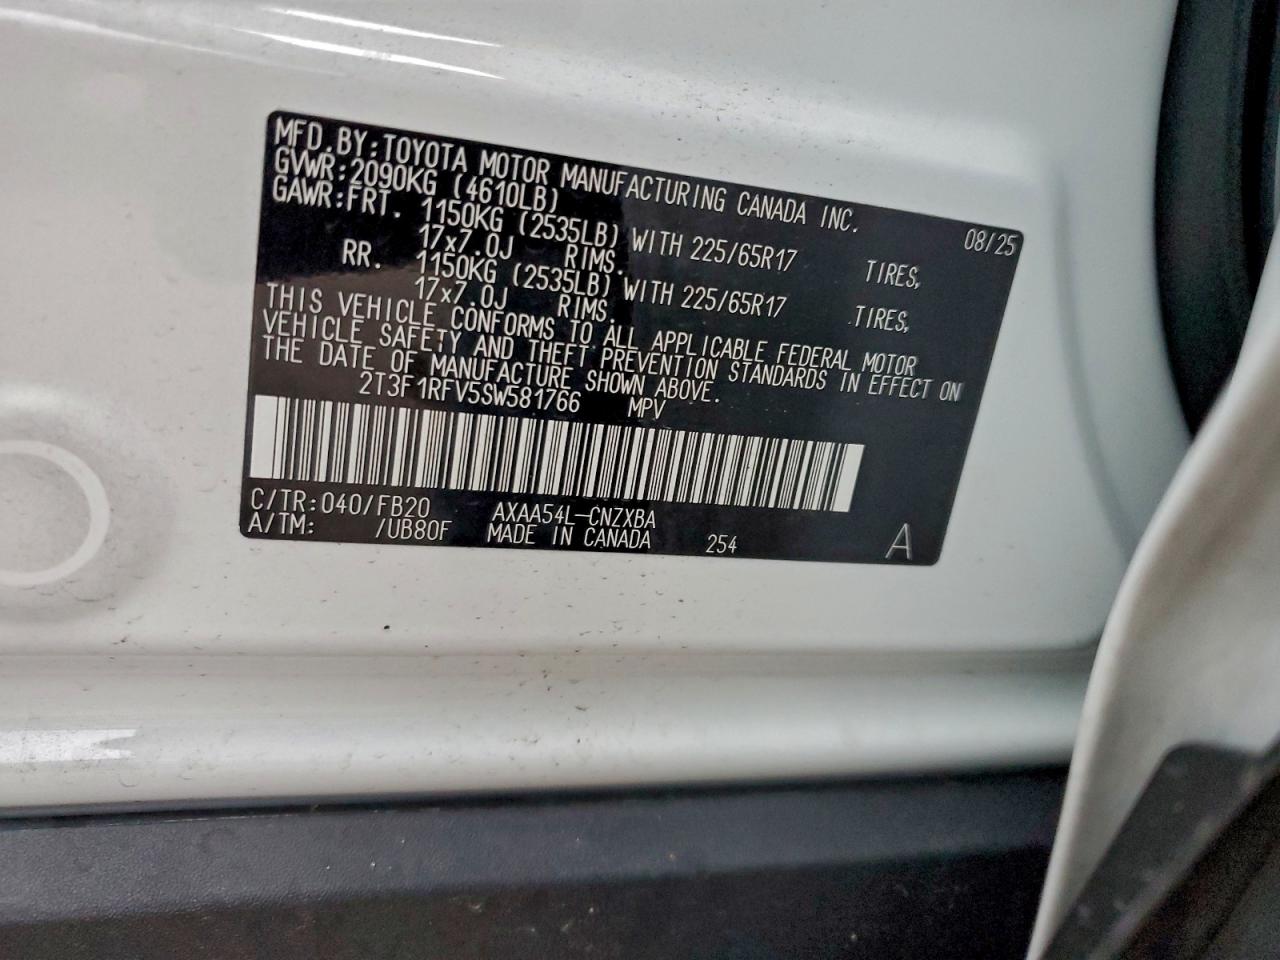 MFD.BY:TOYOTA MOTOR MANUFACTURING CANADA INC. 08/25
GVWR:2090KG (4610LB)
GAWR:FRT. 1150KG (2535LB) WITH 225/65R17 TIRES,
17x7.0J RIMS.
RR. 1150KG (2535LB) WITH 225/65R17 TIRES,
17x7.0J RIMS.
THIS VEHICLE CONFORMS TO ALL APPLICABLE FEDERAL MOTOR
VEHICLE SAFETY AND THEFT PREVENTION STANDARDS IN EFFECT ON
THE DATE OF MANUFACTURE SHOWN ABOVE.
2T3F1RFV5SW581766 MPV
C/TR:040/FB20 AXAA54L-CNZXBA
A/TM: /UB80F MADE IN CANADA 254 A